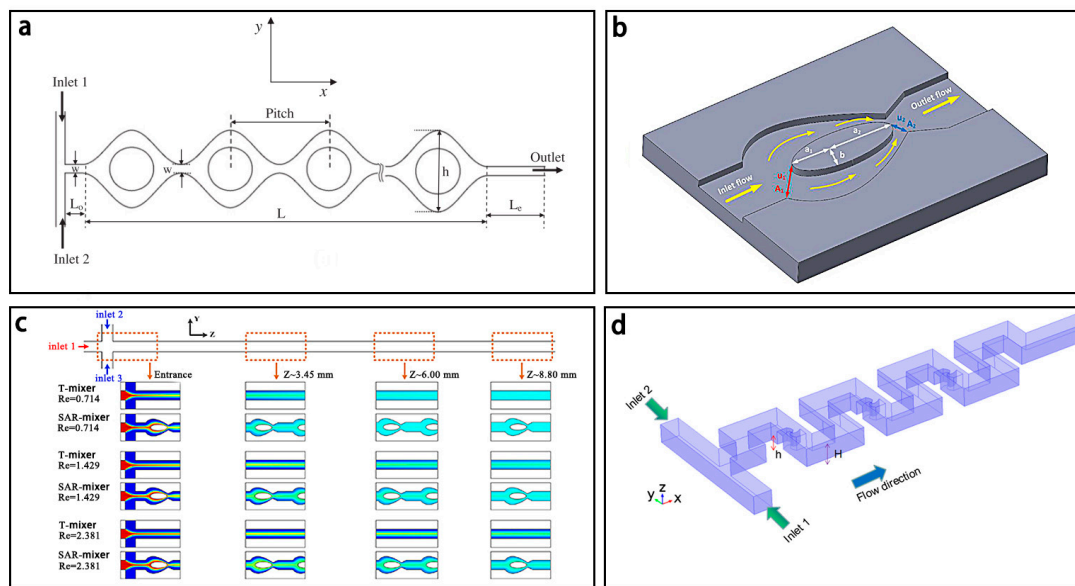 a
y
x
Inlet 1
Pitch
w
w
h
Outlet
L₀
L
Lₑ
Inlet 2
b
Outlet flow
u₂
A₂
a₂
a₁
b
u₁
A₁
Inlet flow
c
inlet 2
Y
Z
inlet 1
inlet 3
Entrance
Z~3.45 mm
Z~6.00 mm
Z~8.80 mm
T-mixer
Re=0.714
SAR-mixer
Re=0.714
T-mixer
Re=1.429
SAR-mixer
Re=1.429
T-mixer
Re=2.381
SAR-mixer
Re=2.381
d
Inlet 2
h
H
Flow direction
z
y
x
Inlet 1